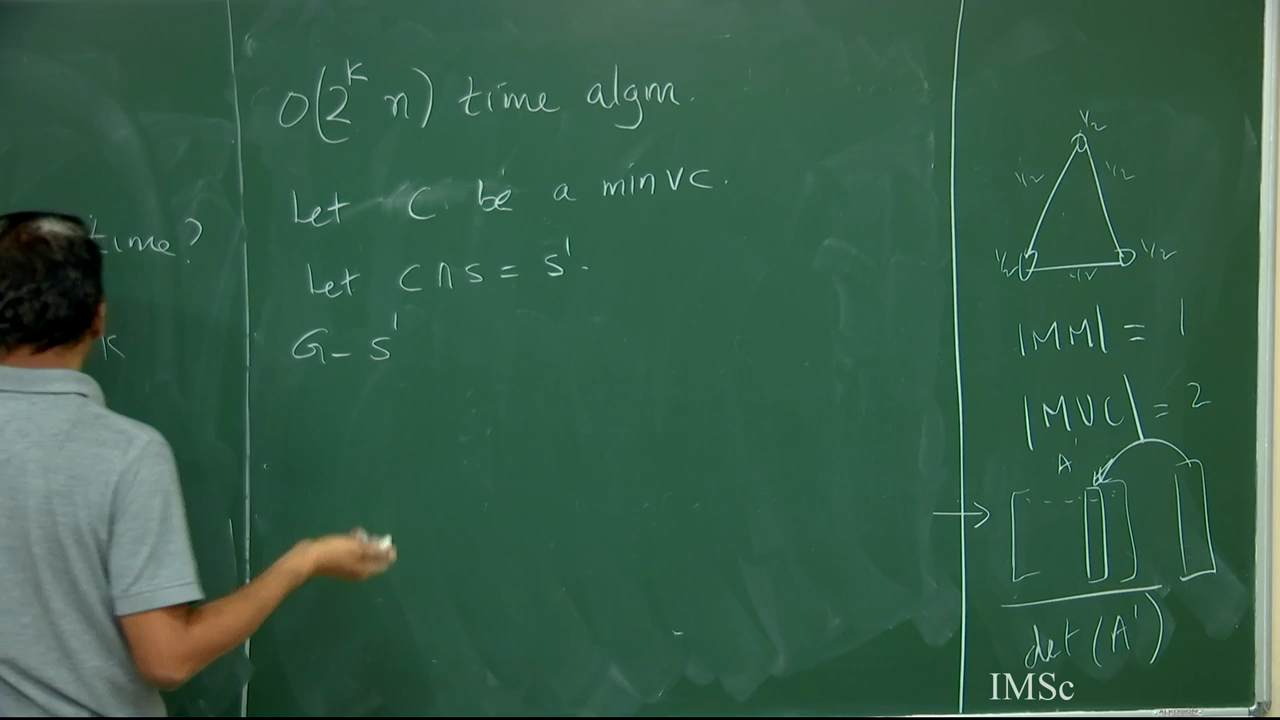 time?
K
O(2^K n) time algm.
Let C be a min VC.
Let C ∩ S = S'.
G - S'
1/2
1/2 1/2
1/2 1/2
1/2
|MM| = 1
|MVC| = 2
A'
det (A')
IMSc